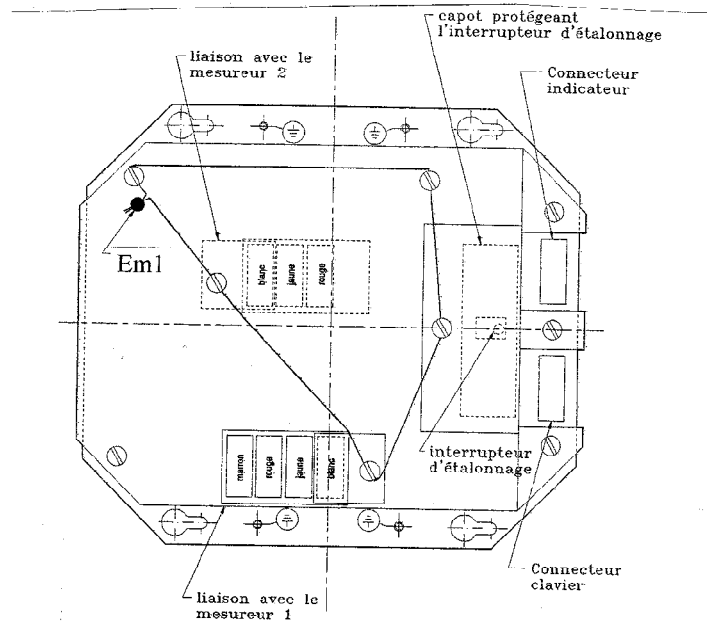 capot protégeant
l'interrupteur d'étalonnage
liaison avec le
mesureur 2
Connecteur
indicateur
Em1
blanc
jaune
rouge
marron
rouge
jaune
blanc
interrupteur
d'étalonnage
Connecteur
clavier
liaison avec le
mesureur 1